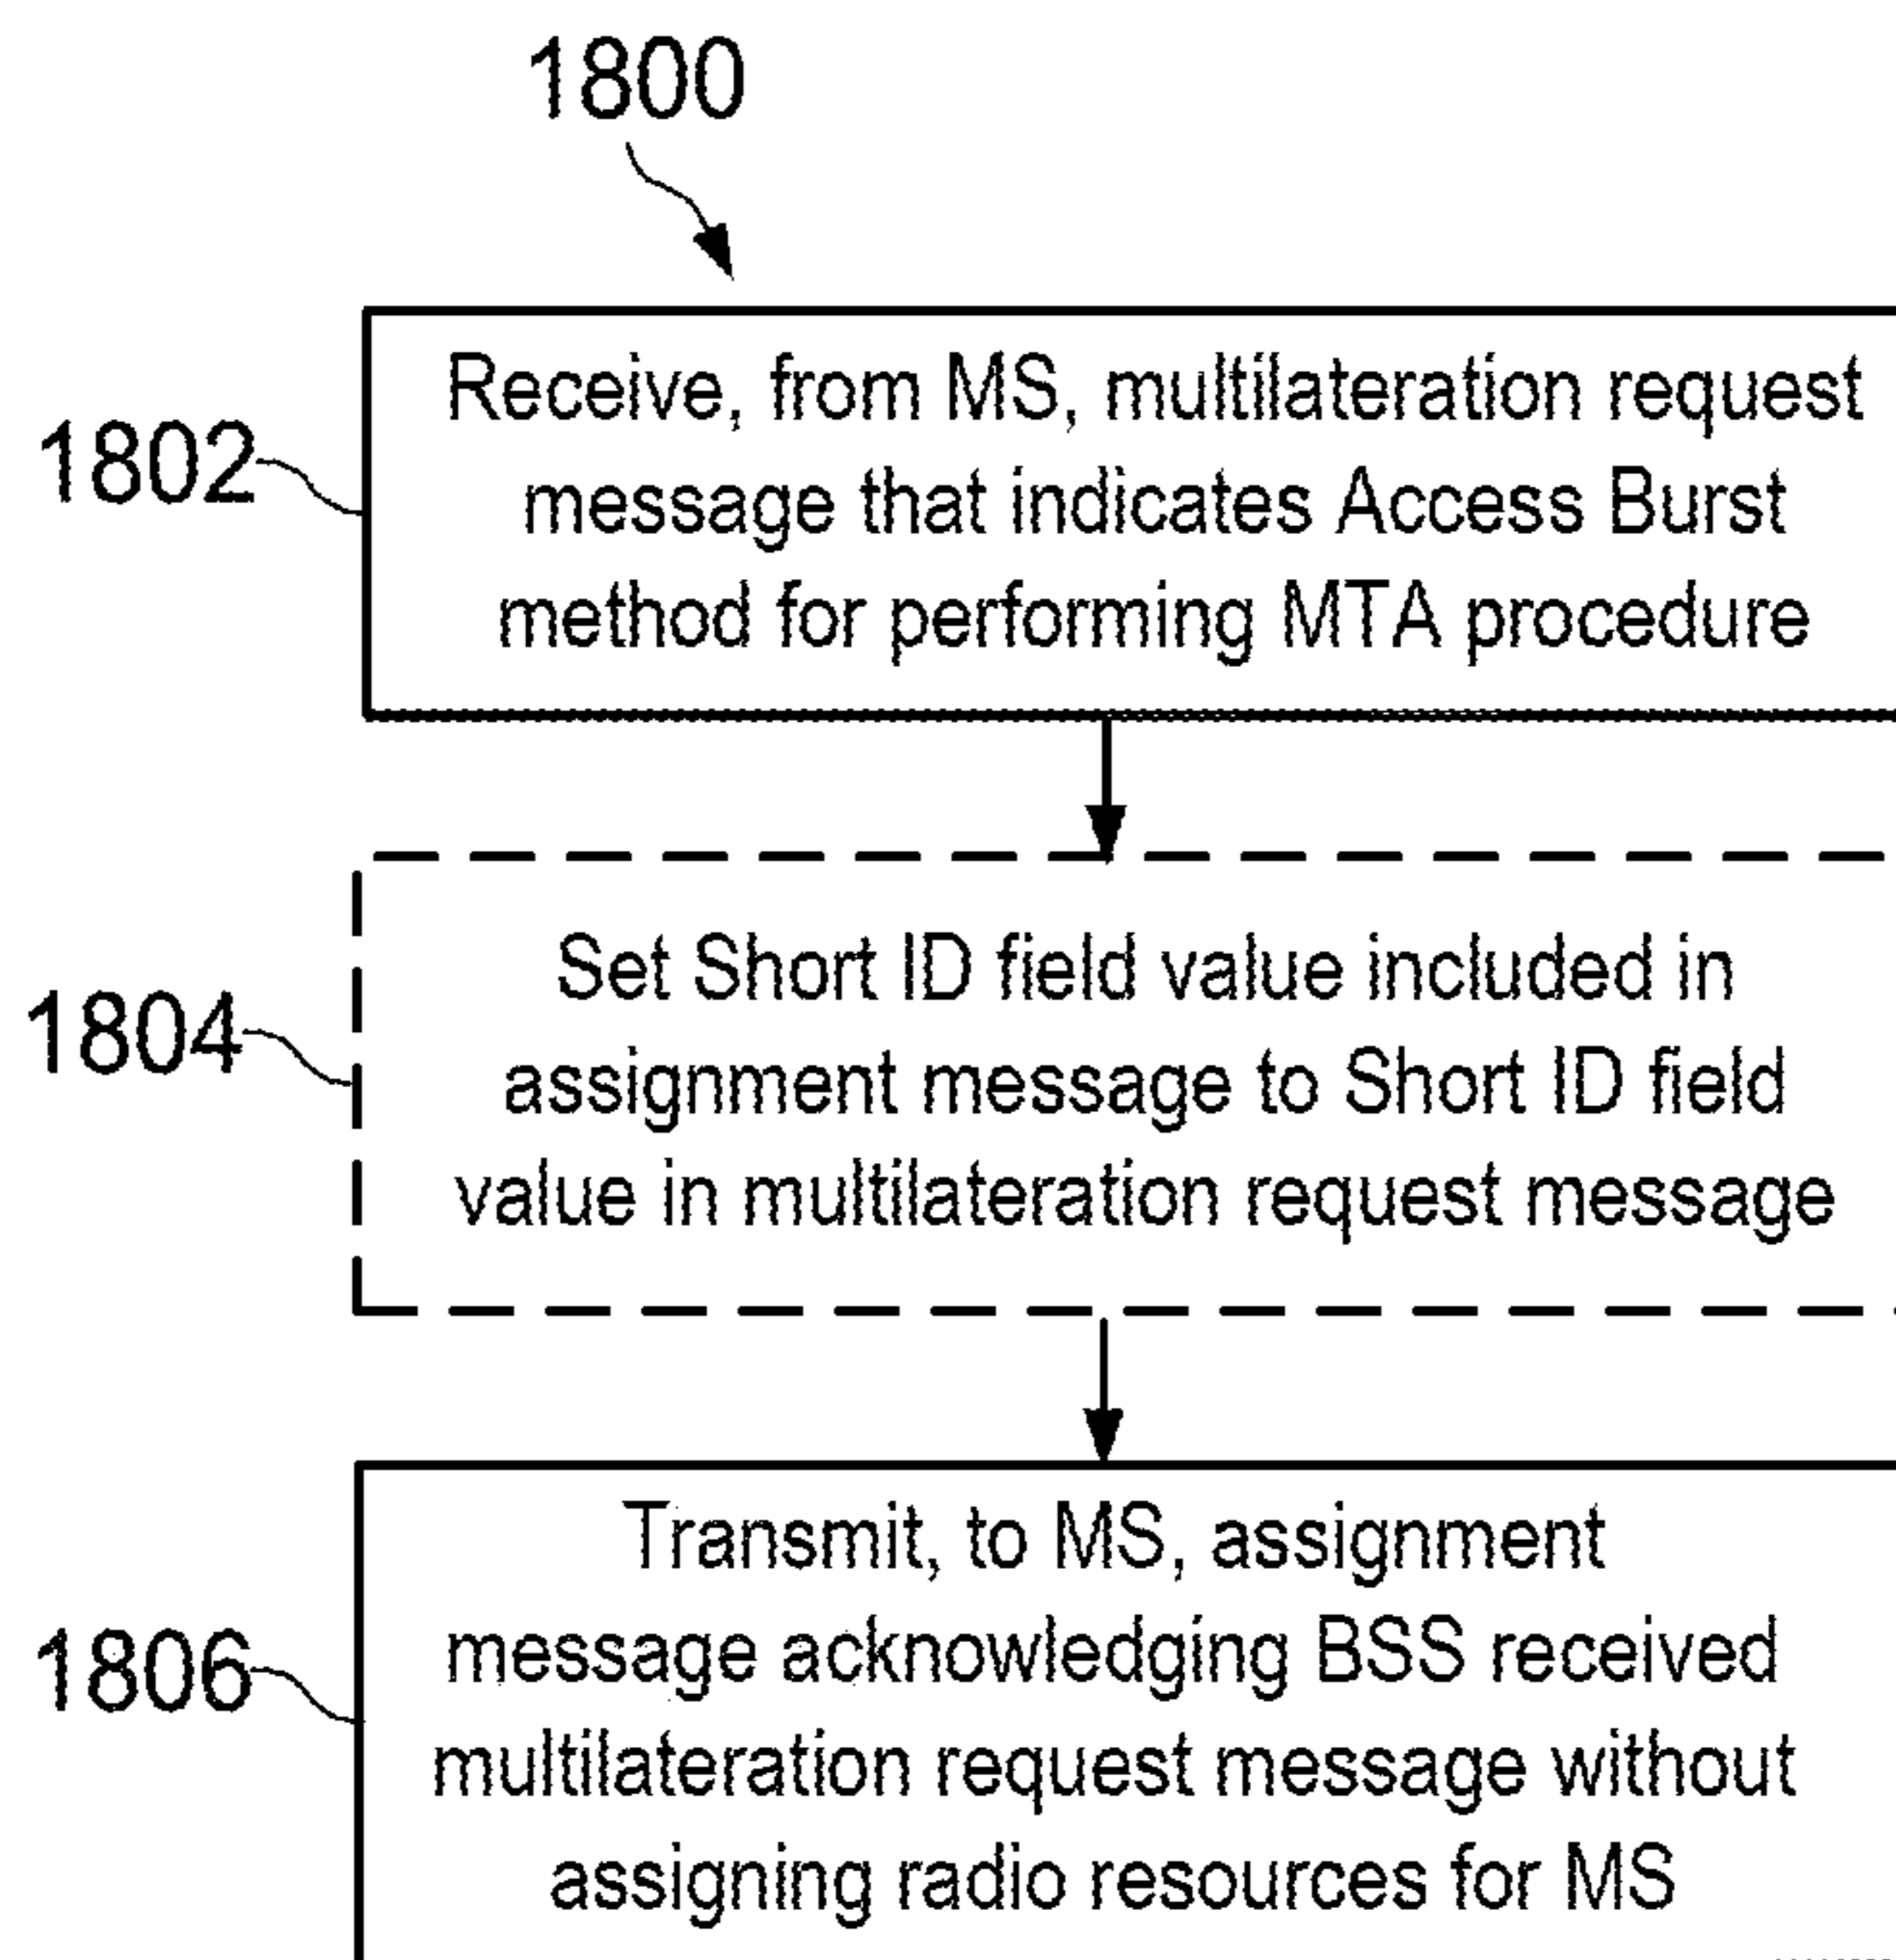 1800
1802
Receive, from MS, multilateration request
message that indicates Access Burst
method for performing MTA procedure
1804
Set Short ID field value included in
assignment message to Short ID field
value in multilateration request message
1806
Transmit, to MS, assignment
message acknowledging BSS received
multilateration request message without
assigning radio resources for MS